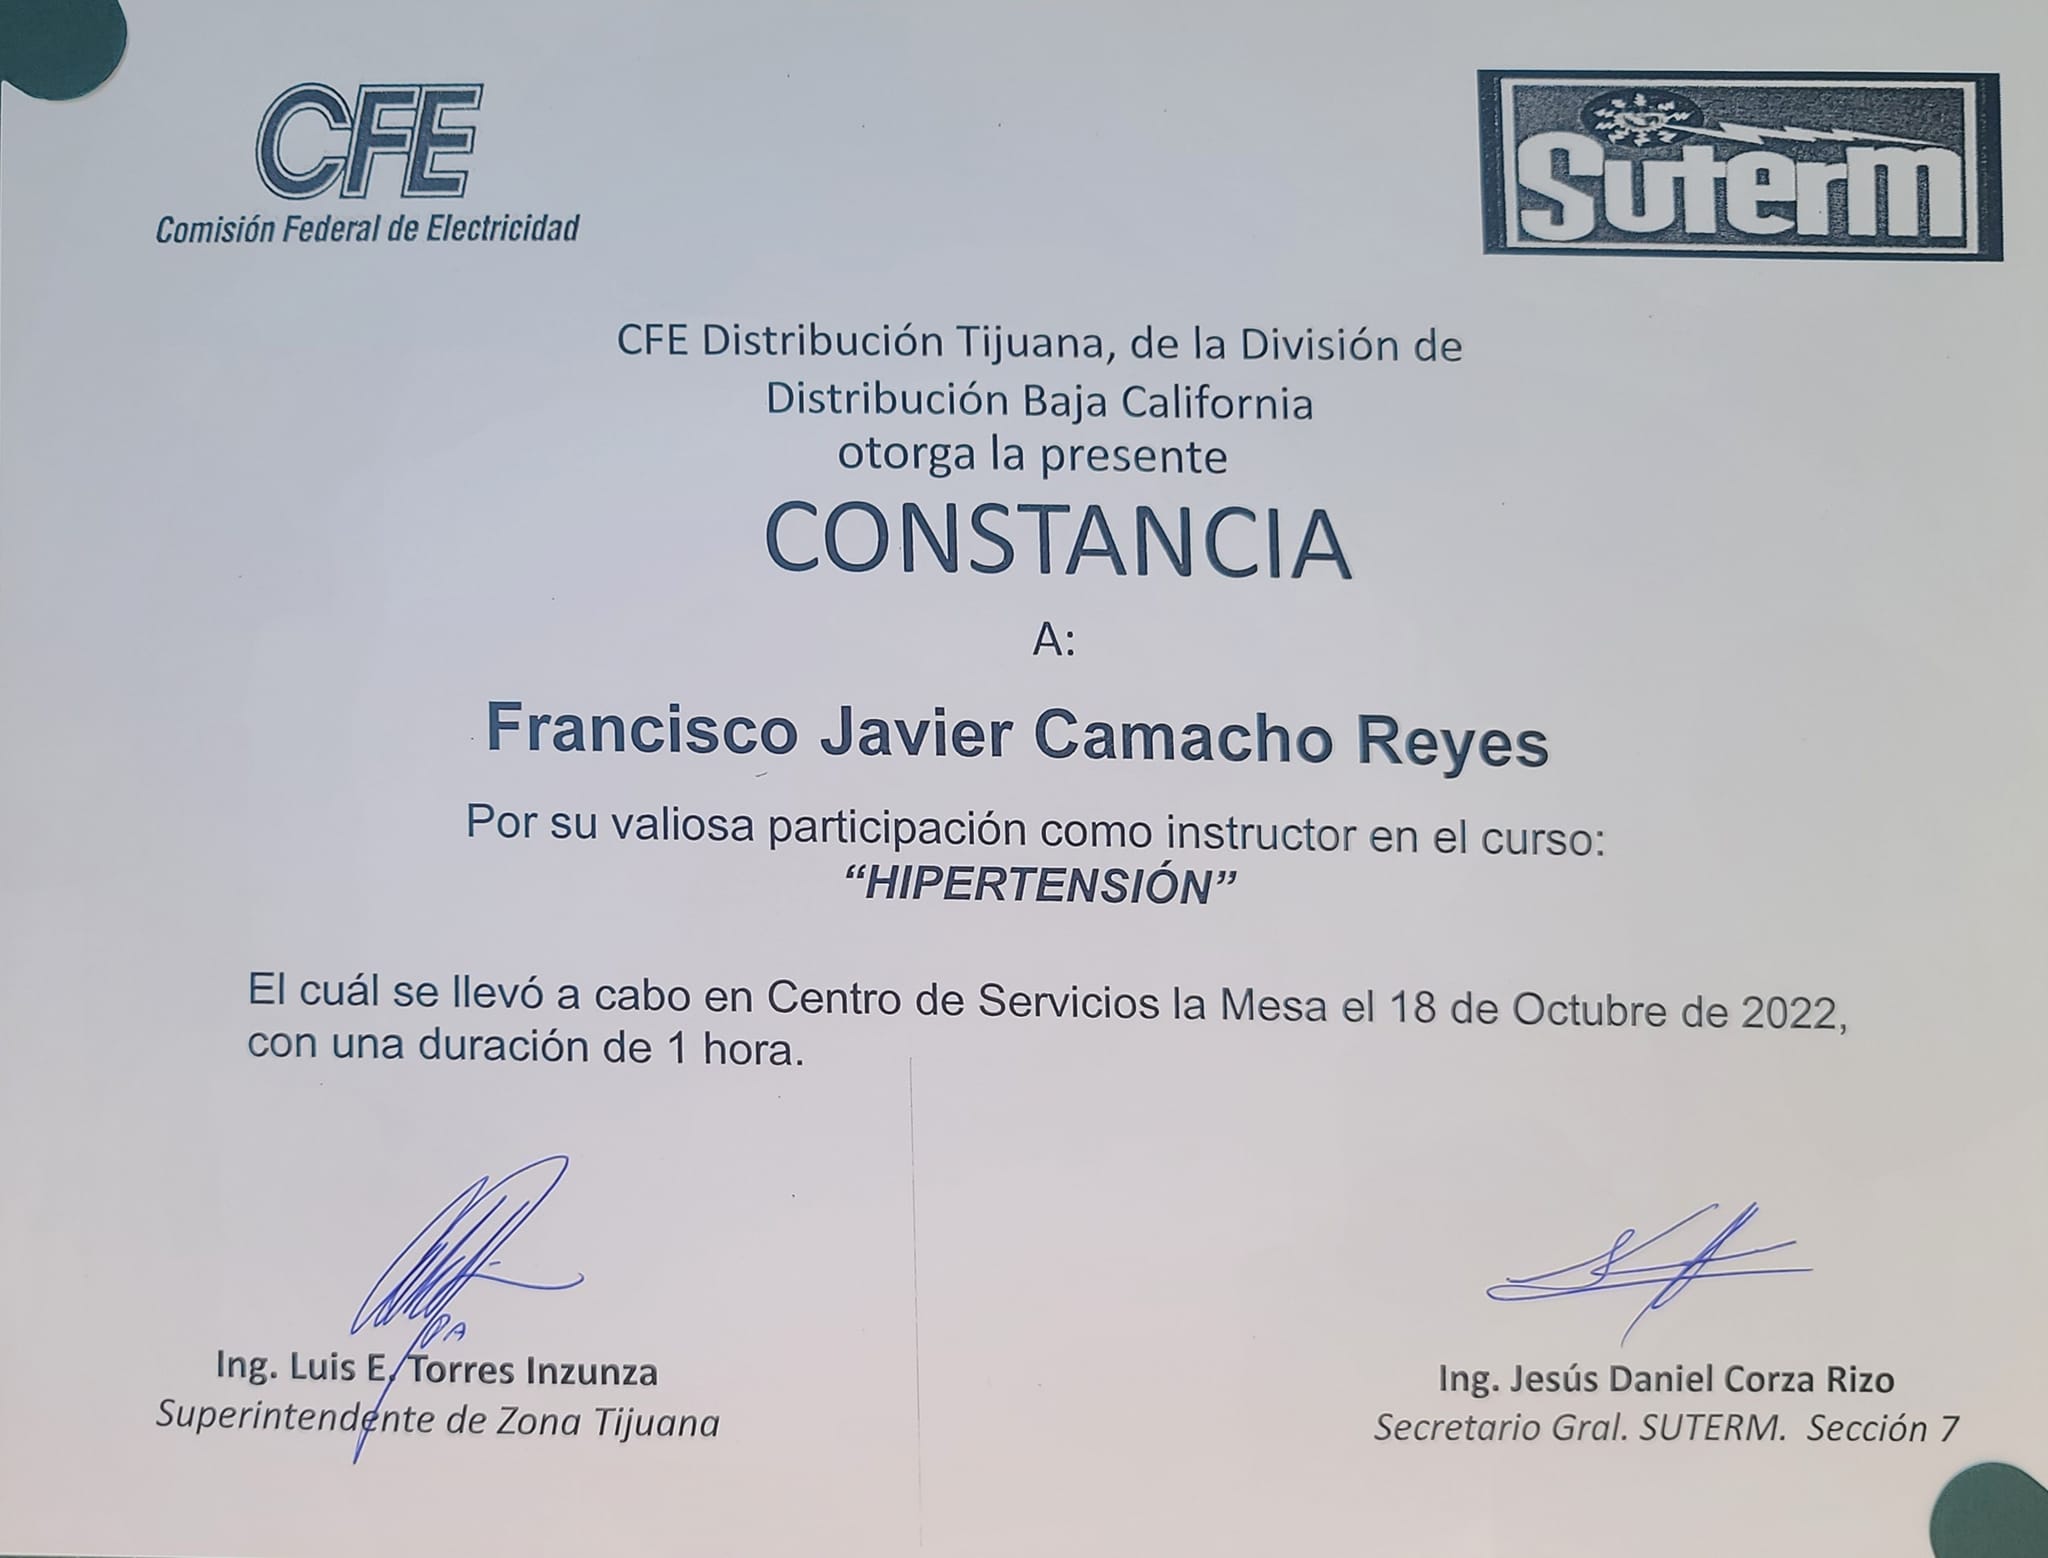 CFE
Comisión Federal de Electricidad
Suterm
CFE Distribución Tijuana, de la División de
Distribución Baja California
otorga la presente
CONSTANCIA
A:
Francisco Javier Camacho Reyes
Por su valiosa participación como instructor en el curso:
“HIPERTENSIÓN”
El cuál se llevó a cabo en Centro de Servicios la Mesa el 18 de Octubre de 2022,
con una duración de 1 hora.
PA
Ing. Luis E. Torres Inzunza
Superintendente de Zona Tijuana
Ing. Jesús Daniel Corza Rizo
Secretario Gral. SUTERM. Sección 7